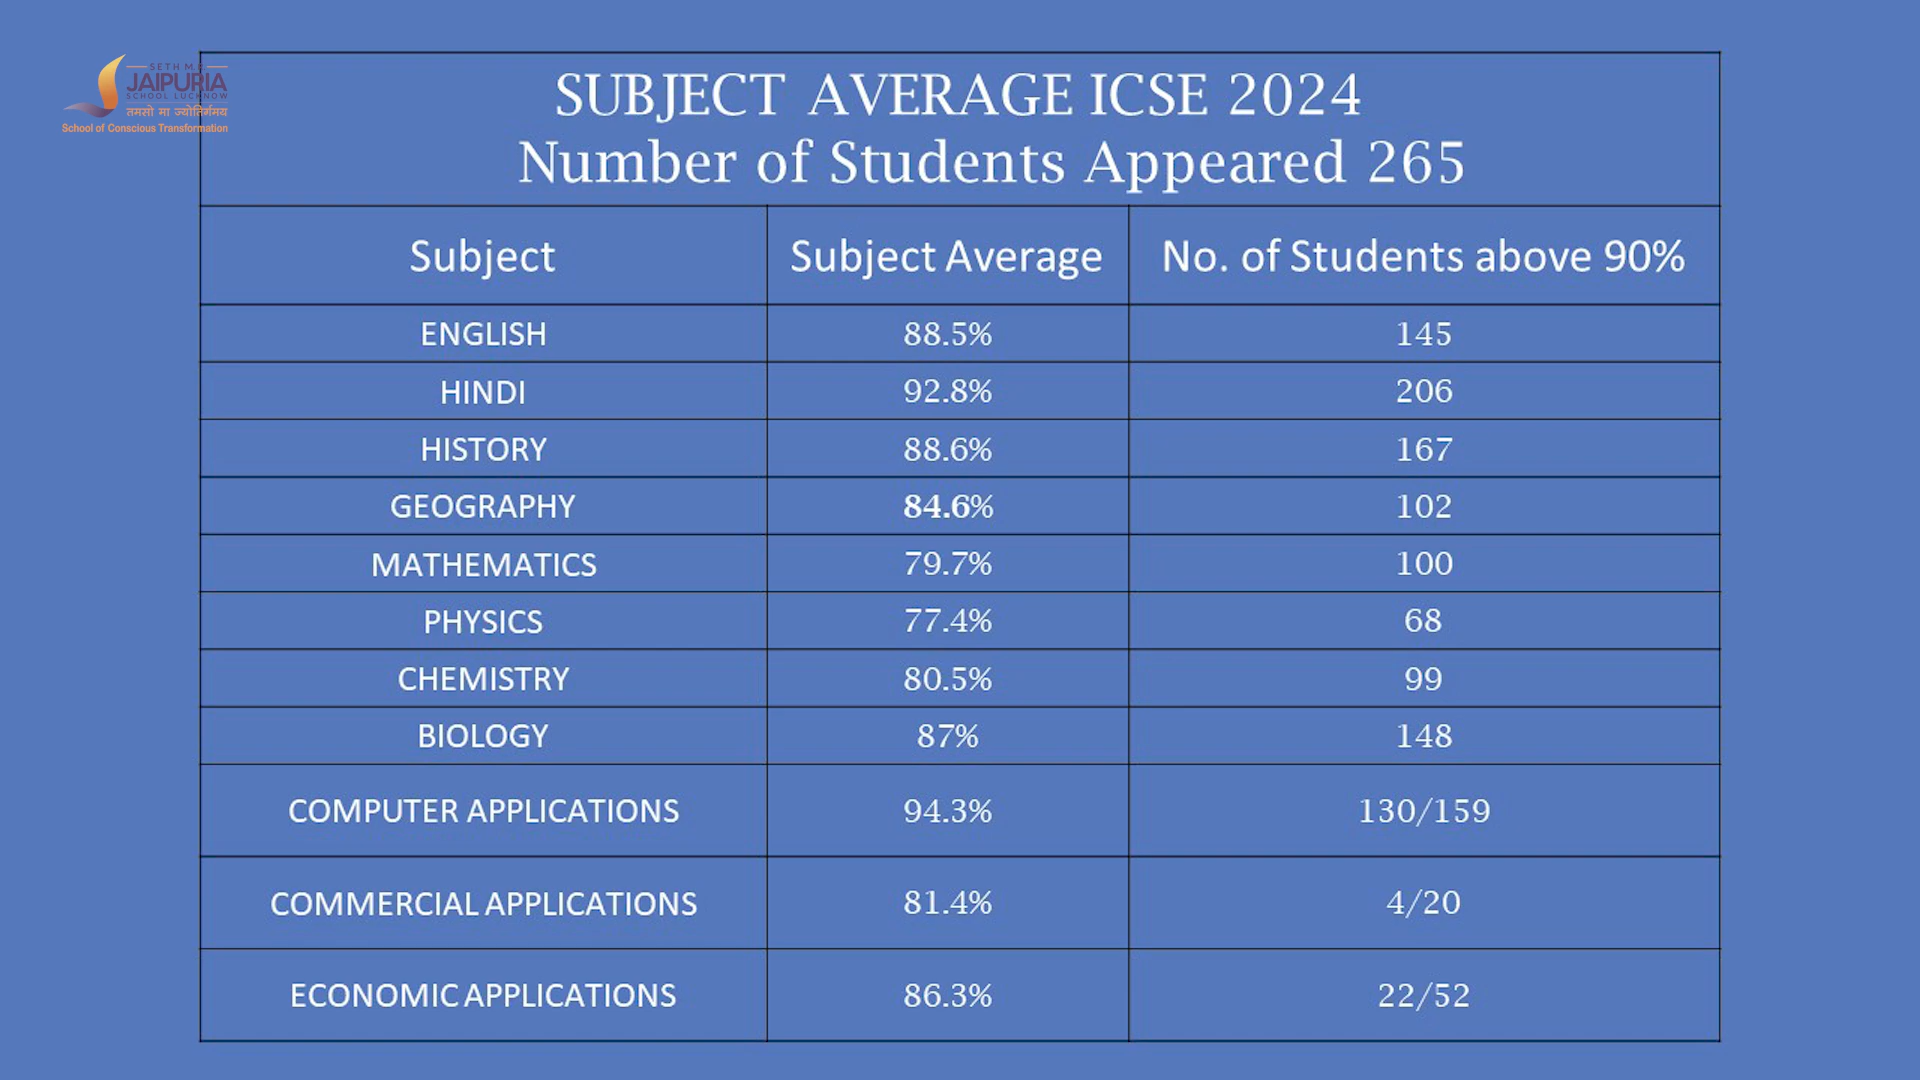 SETH M.R
JAIPURIA
SCHOOL LUCKNOW
तमसो मा ज्योतिर्गमय
School of Conscious Transformation
SUBJECT AVERAGE ICSE 2024
Number of Students Appeared 265
Subject Subject Average No. of Students above 90%
ENGLISH 88.5% 145
HINDI 92.8% 206
HISTORY 88.6% 167
GEOGRAPHY 84.6% 102
MATHEMATICS 79.7% 100
PHYSICS 77.4% 68
CHEMISTRY 80.5% 99
BIOLOGY 87% 148
COMPUTER APPLICATIONS 94.3% 130/159
COMMERCIAL APPLICATIONS 81.4% 4/20
ECONOMIC APPLICATIONS 86.3% 22/52